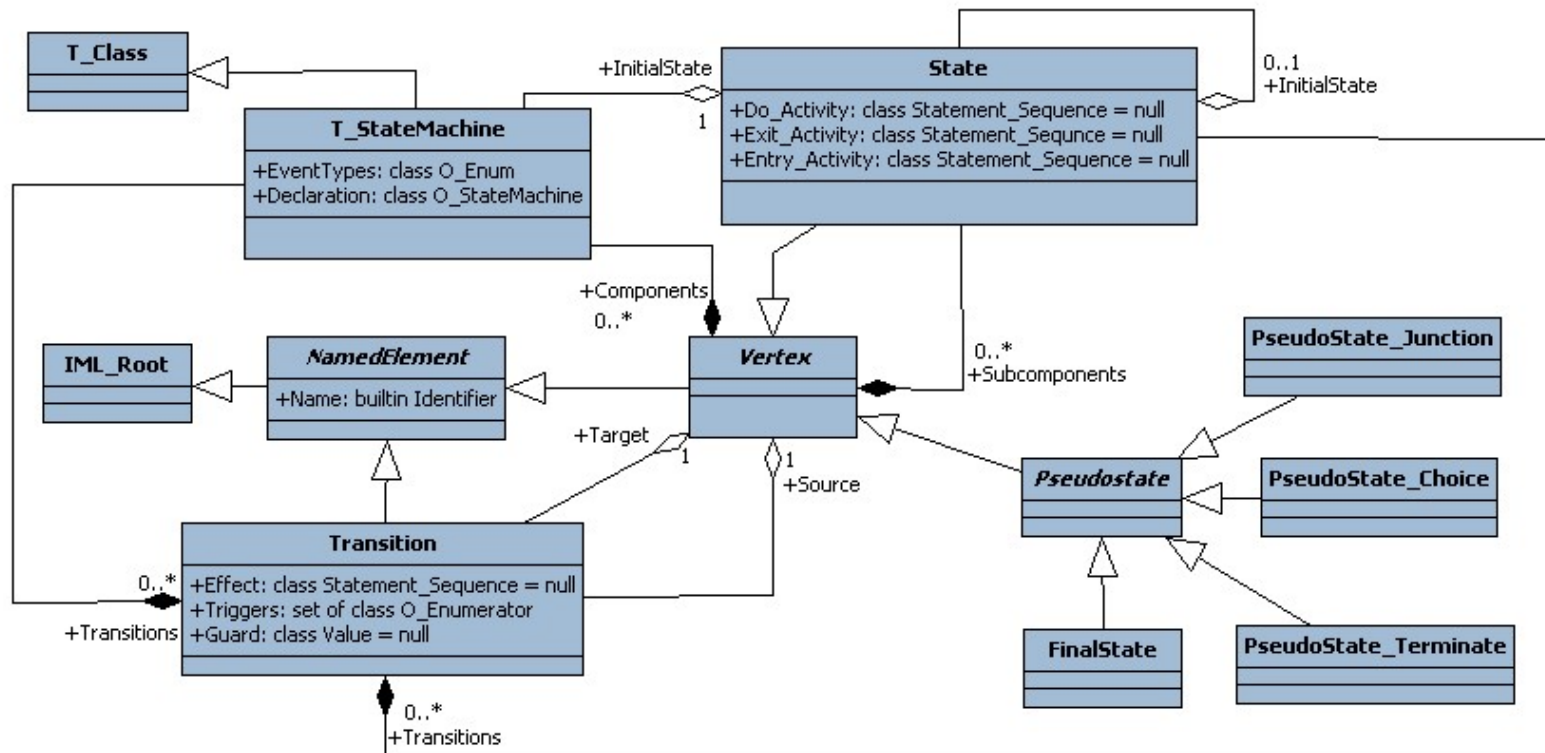 T_Class
+InitialState
1
State
+Do_Activity: class Statement_Sequence = null
+Exit_Activity: class Statement_Sequnce = null
+Entry_Activity: class Statement_Sequence = null
0..1
+InitialState
T_StateMachine
+EventTypes: class O_Enum
+Declaration: class O_StateMachine
+Components
0..*
IML_Root
NamedElement
+Name: builtin Identifier
Vertex
0..*
+Subcomponents
PseudoState_Junction
+Target
1
1
+Source
Pseudostate
PseudoState_Choice
Transition
+Effect: class Statement_Sequence = null
+Triggers: set of class O_Enumerator
+Guard: class Value = null
0..*
+Transitions
FinalState
PseudoState_Terminate
0..*
+Transitions